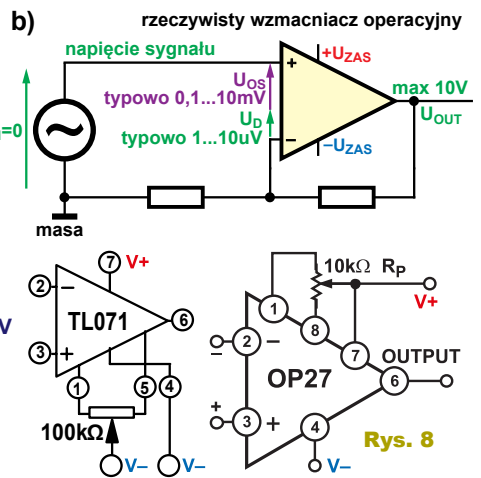 b)
rzeczywisty wzmacniacz operacyjny
napięcie sygnału
+UZAS
UOS
typowo 0,1...10mV
UD
typowo 1...10uV
+
−
max 10V
UOUT
−UZAS
=0
masa
7 V+
2 −
TL071
6
3 +
V
1 5 4
100kΩ
V− V−
10kΩ RP
V+
1
8
7
2 −
−
OP27
OUTPUT
6
+
3 +
4
V−
Rys. 8